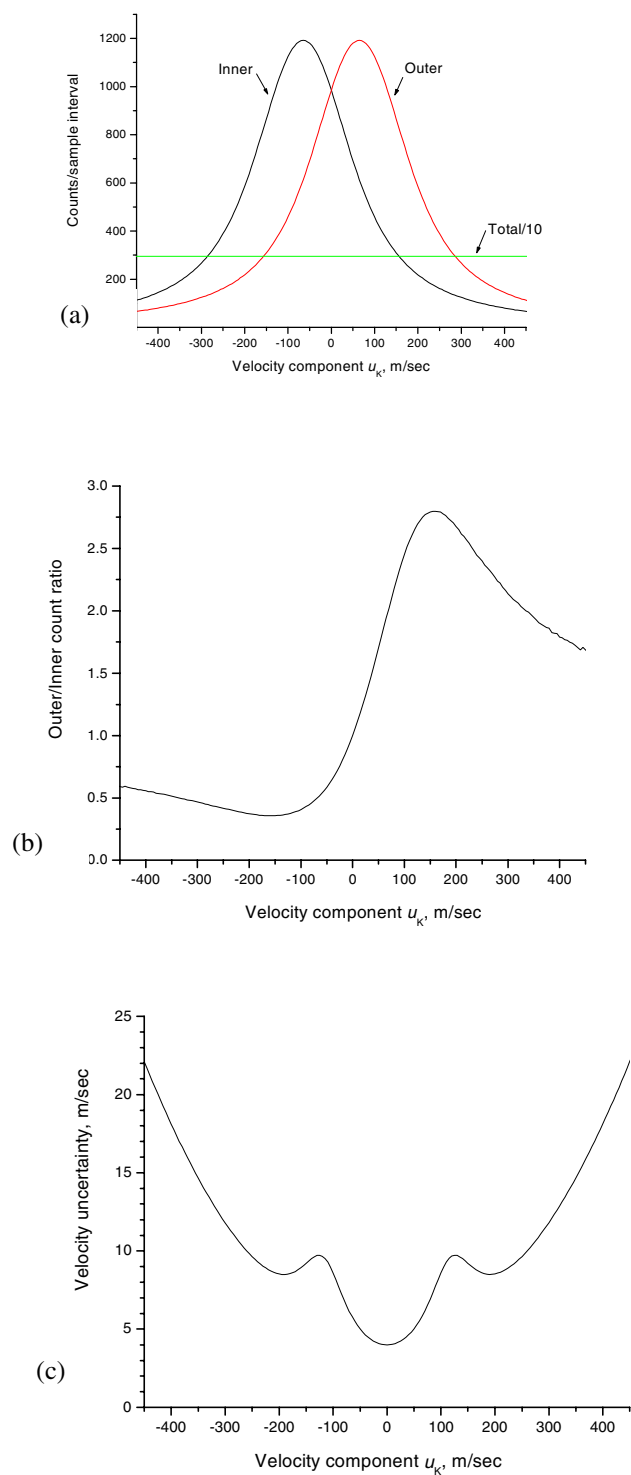 1200
1000
800
600
400
200
Counts/sample interval
Inner
Outer
Total/10
(a)
-400 -300 -200 -100 0 100 200 300 400
Velocity component uK, m/sec
3.0
2.5
2.0
1.5
1.0
0.5
0.0
Outer/Inner count ratio
(b)
-400 -300 -200 -100 0 100 200 300 400
Velocity component uK, m/sec
25
20
15
10
5
0
Velocity uncertainty, m/sec
(c)
-400 -300 -200 -100 0 100 200 300 400
Velocity component uK, m/sec